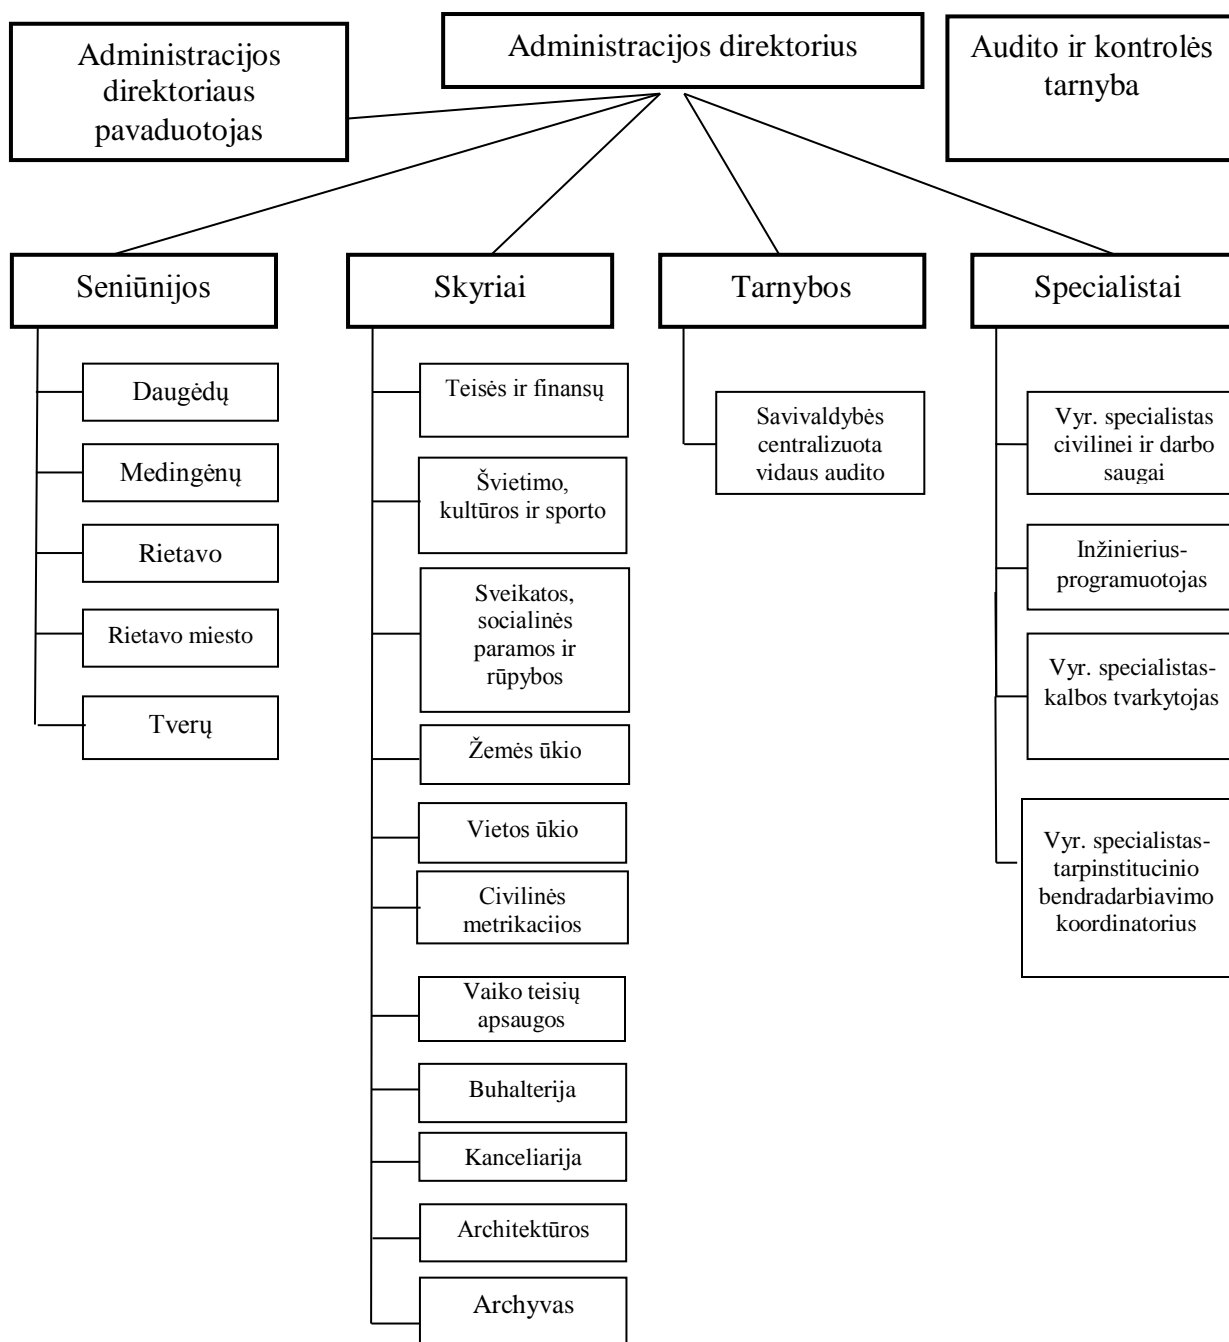 Administracijos
direktoriaus
pavaduotojas
Administracijos direktorius
Audito ir kontrolės
tarnyba
Seniūnijos
Daugėdų
Medingėnų
Rietavo
Rietavo miesto
Tverų
Skyriai
Teisės ir finansų
Švietimo,
kultūros ir sporto
Sveikatos,
socialinės
paramos ir
rūpybos
Žemės ūkio
Vietos ūkio
Civilinės
metrikacijos
Vaiko teisių
apsaugos
Buhalterija
Kanceliarija
Architektūros
Archyvas
Tarnybos
Savivaldybės
centralizuota
vidaus audito
Specialistai
Vyr. specialistas
civilinei ir darbo
saugai
Inžinierius-
programuotojas
Vyr. specialistas-
kalbos tvarkytojas
Vyr. specialistas-
tarpinstitucinio
bendradarbiavimo
koordinatorius